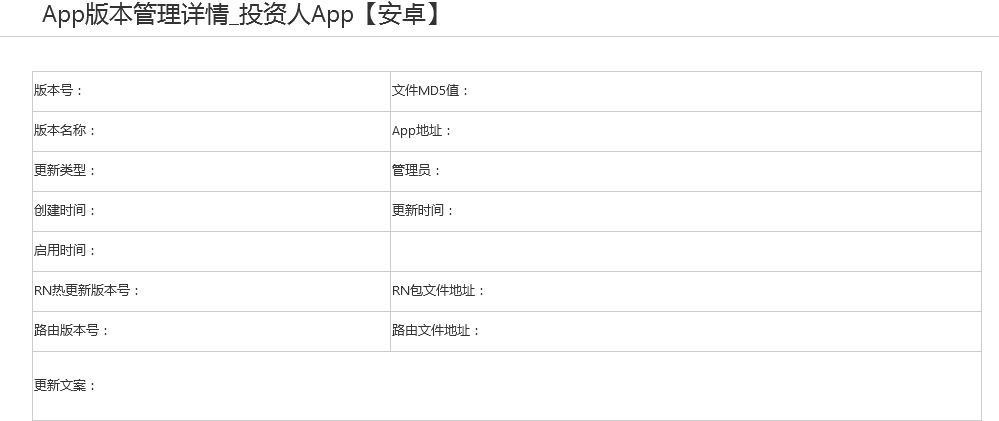 App版本管理详情_投资人App【安卓】
版本号：
文件MD5值：
版本名称：
App地址：
更新类型：
管理员：
创建时间：
更新时间：
启用时间：
RN热更新版本号：
RN包文件地址：
路由版本号：
路由文件地址：
更新文案：